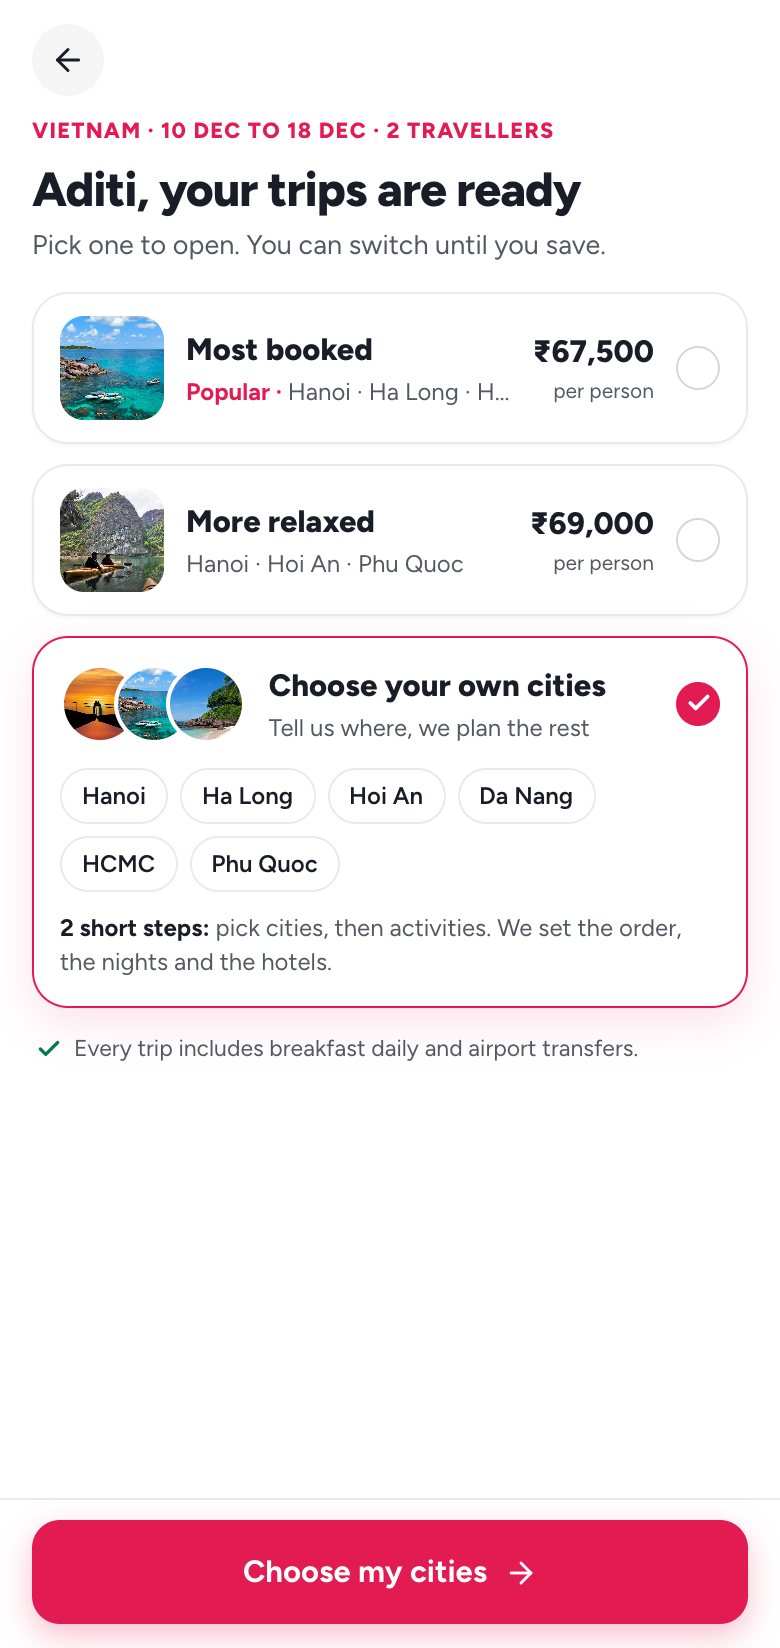 VIETNAM · 10 DEC TO 18 DEC · 2 TRAVELLERS
Aditi, your trips are ready
Pick one to open. You can switch until you save.
Most booked
₹67,500
Popular · Hanoi · Ha Long · H...
per person
More relaxed
₹69,000
Hanoi · Hoi An · Phu Quoc
per person
Choose your own cities
Tell us where, we plan the rest
Hanoi
Ha Long
Hoi An
Da Nang
HCMC
Phu Quoc
2 short steps: pick cities, then activities. We set the order,
the nights and the hotels.
Every trip includes breakfast daily and airport transfers.
Choose my cities